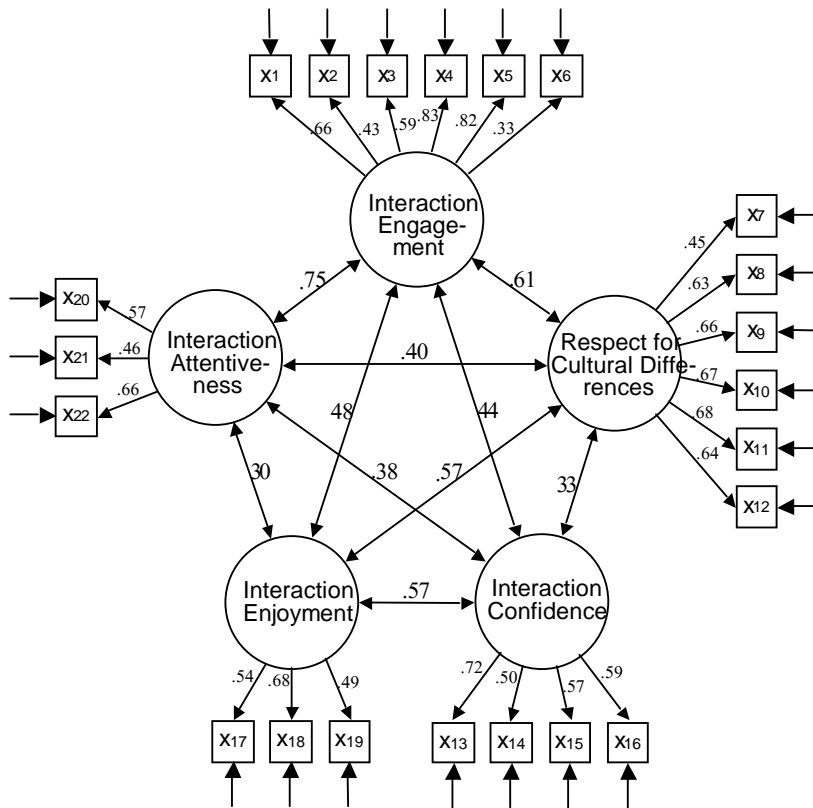 x1 x2 x3 x4 x5 x6
.66 .43 .59 .83 .82 .33
Interaction
Engage-
ment
x7
.45
x8
.63
x9
.66
x10
.67
x11
.68
x12
.64
.75
.61
x20
.57
x21
.46
x22
.66
Interaction
Attentive-
ness
.40
Respect for
Cultural Diffe-
rences
48
44
30
.38
.57
33
Interaction
Enjoyment
.57
Interaction
Confidence
.54 .68 .49
.72 .50 .57 .59
x17 x18 x19
x13 x14 x15 x16